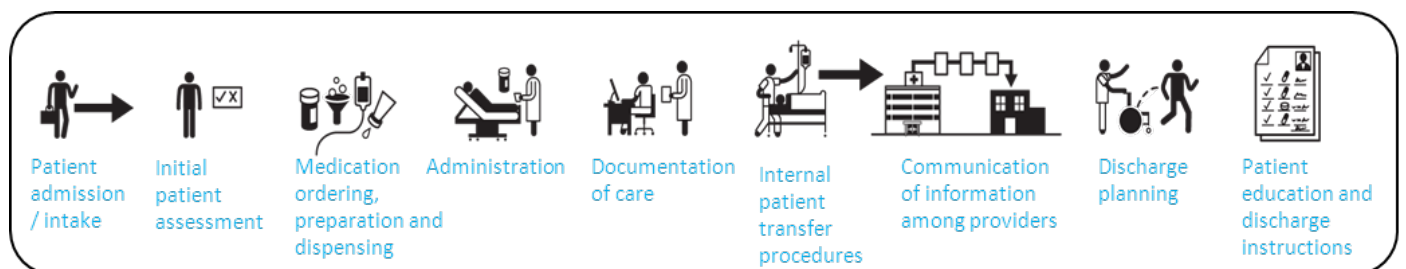 Patient
admission
/ intake
Initial
patient
assessment
Medication
ordering,
preparation and
dispensing
Administration
Documentation
of care
Internal
patient
transfer
procedures
Communication
of information
among providers
Discharge
planning
Patient
education and
discharge
instructions